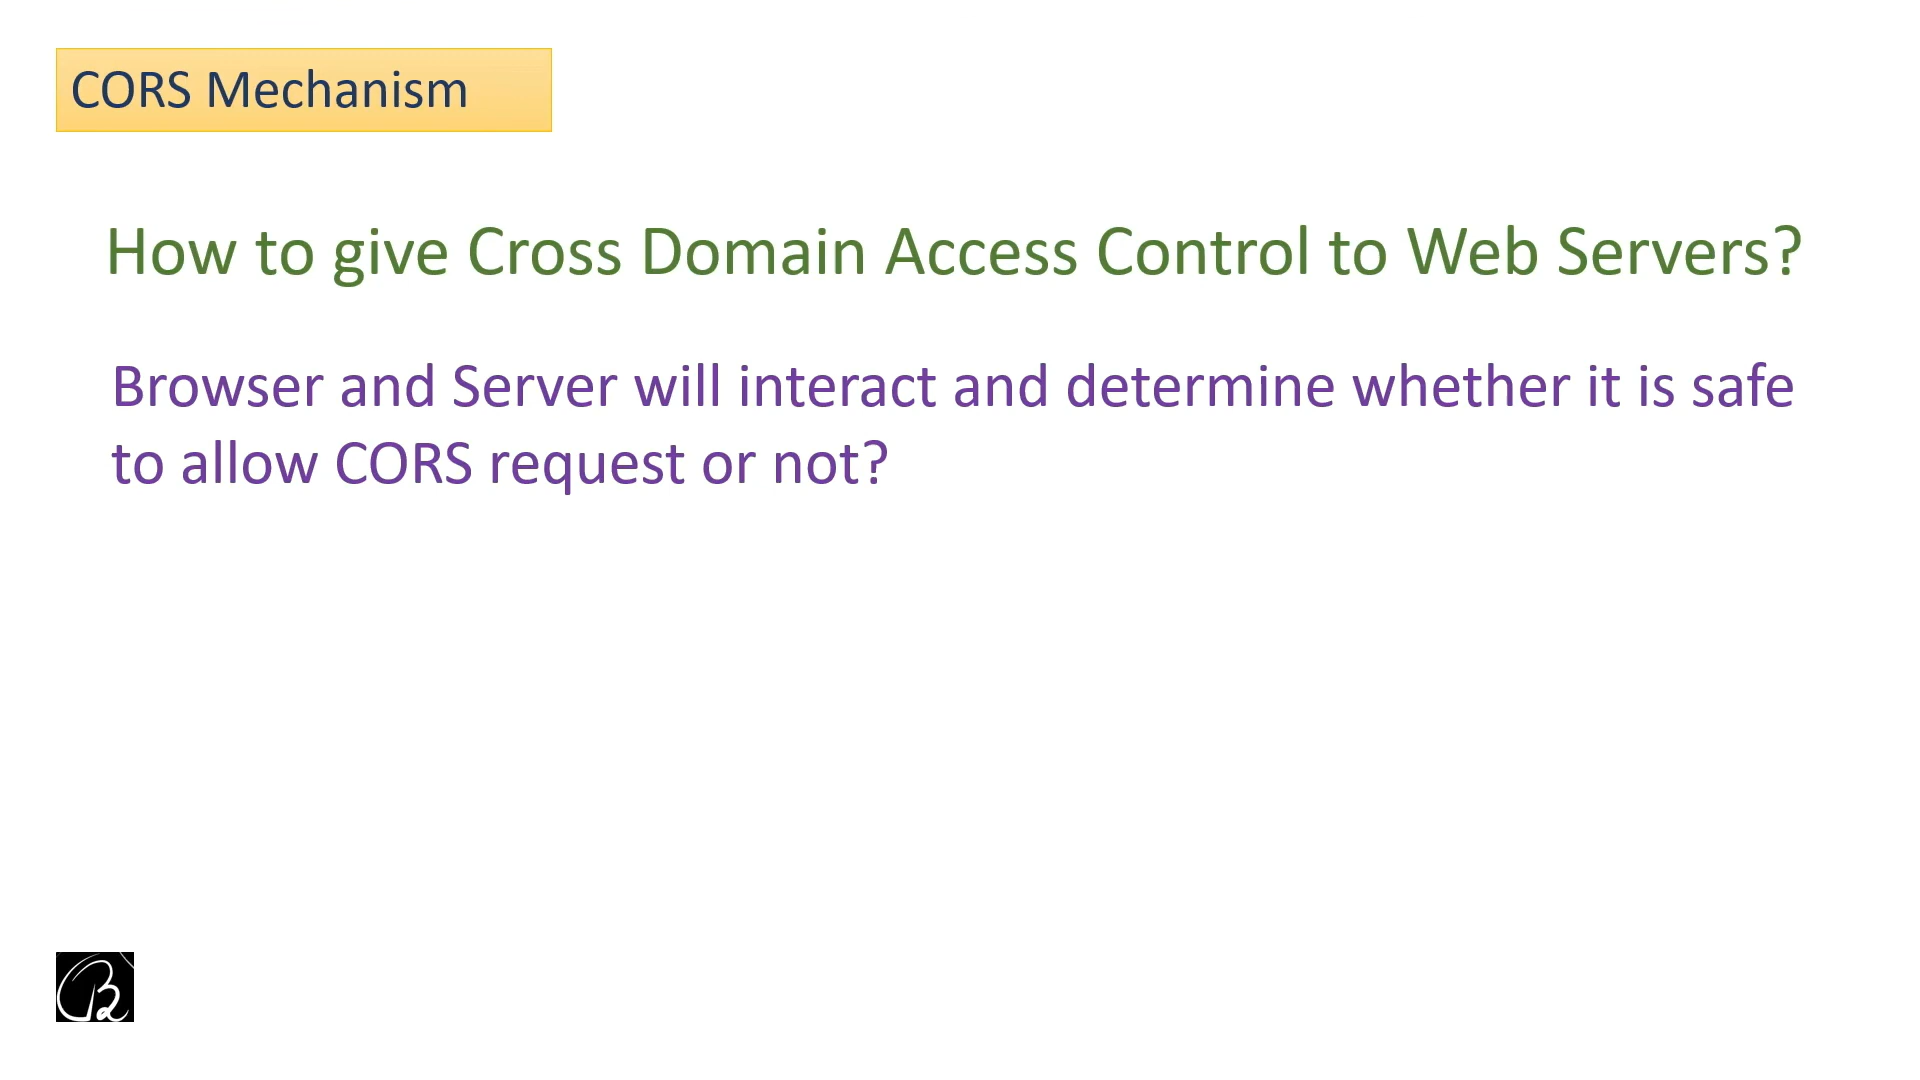 CORS Mechanism
How to give Cross Domain Access Control to Web Servers?
Browser and Server will interact and determine whether it is safe
to allow CORS request or not?